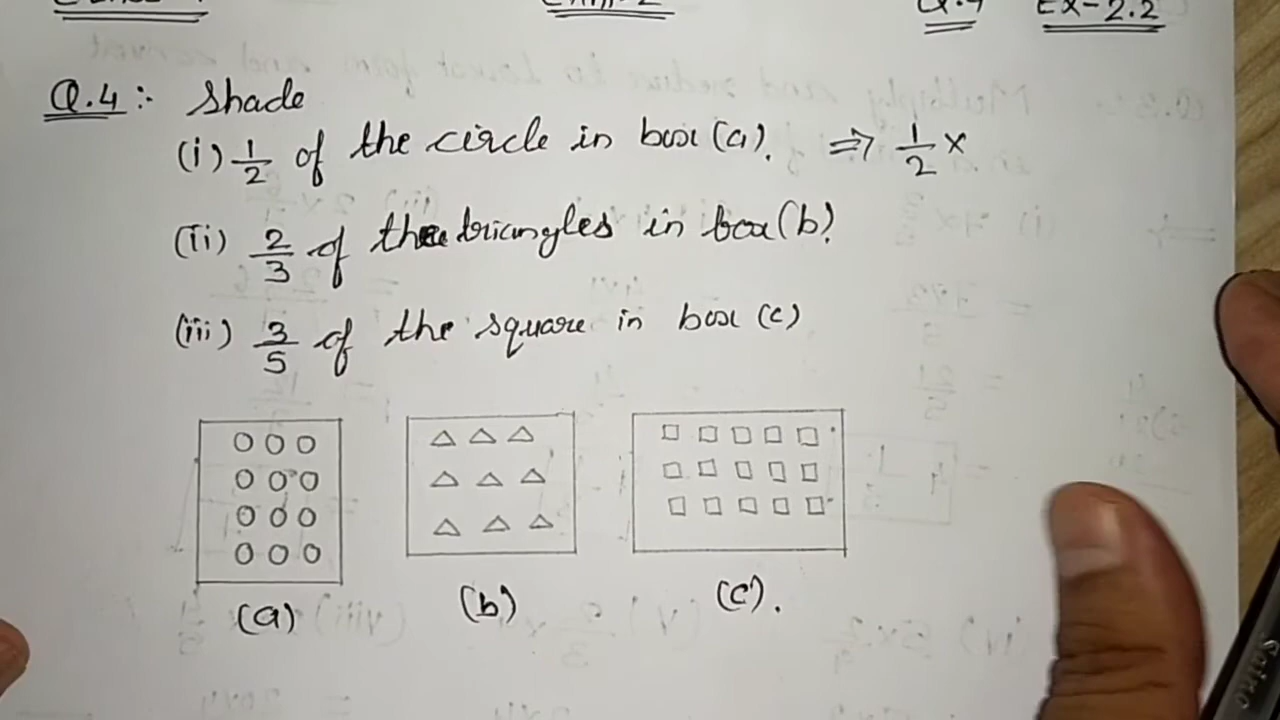 Q.4 Ex-2.2
Q.4:- Shade
(i) 1/2 of the circle in box (a). ⇒ 1/2 ×
(ii) 2/3 of the triangles in box (b).
(iii) 3/5 of the square in box (c)
(a) (b) (c).